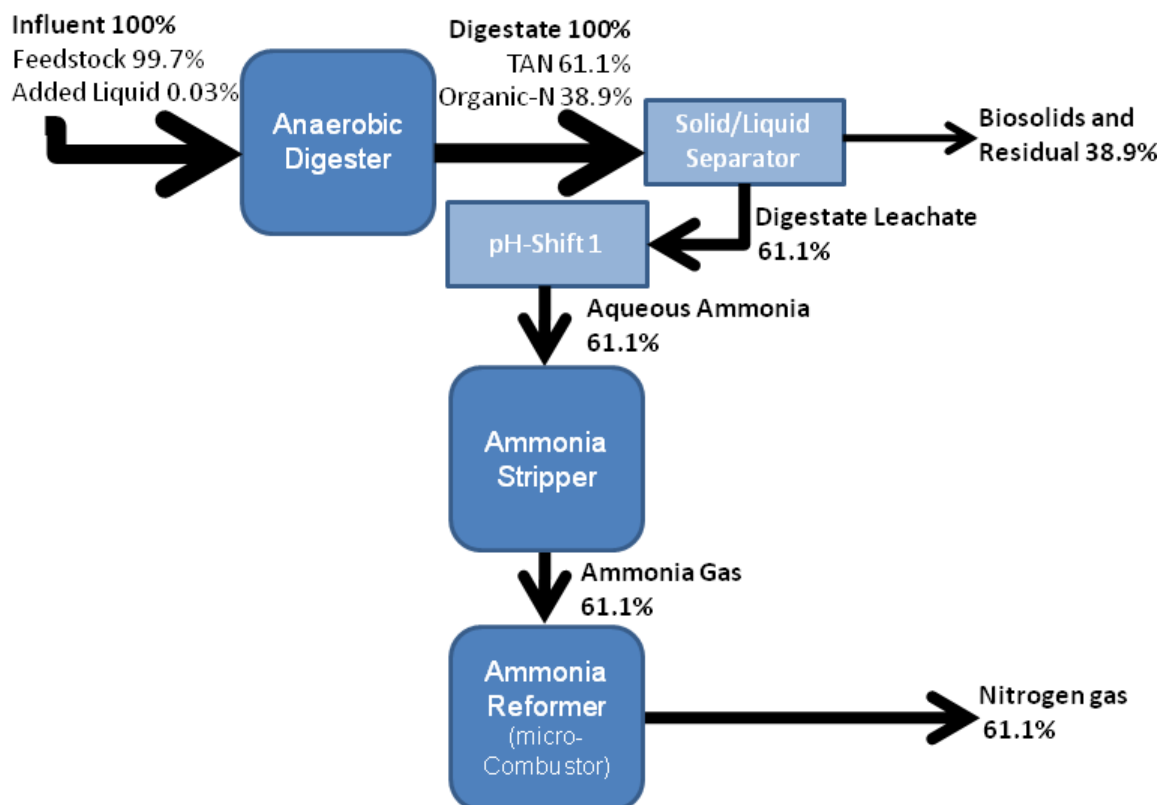 Influent 100%
Feedstock 99.7%
Added Liquid 0.03%
Anaerobic
Digester
Digestate 100%
TAN 61.1%
Organic-N 38.9%
Solid/Liquid
Separator
Biosolids and
Residual 38.9%
Digestate Leachate
61.1%
pH-Shift 1
Aqueous Ammonia
61.1%
Ammonia
Stripper
Ammonia Gas
61.1%
Ammonia
Reformer
(micro-
Combustor)
Nitrogen gas
61.1%